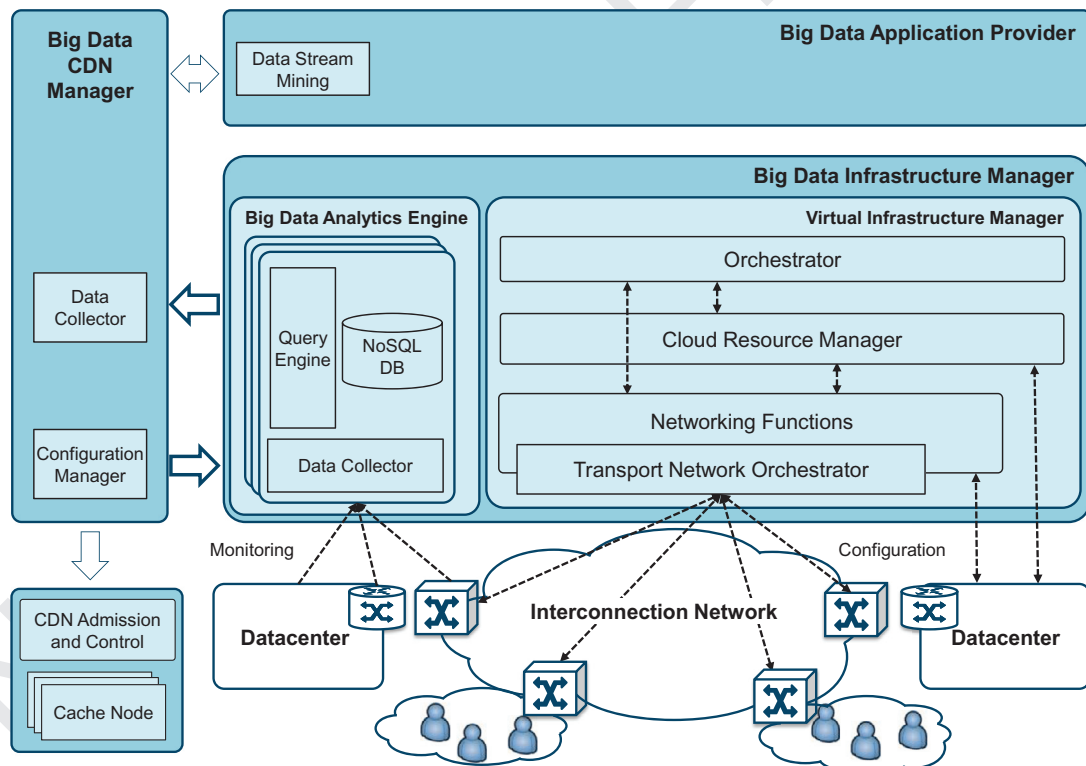 Big Data
CDN
Manager
Data Stream
Mining
Big Data Application Provider
Big Data Infrastructure Manager
Big Data Analytics Engine
Virtual Infrastructure Manager
Orchestrator
Data
Collector
Query
Engine
NoSQL
DB
Cloud Resource Manager
Networking Functions
Configuration
Manager
Data Collector
Transport Network Orchestrator
Monitoring
Configuration
CDN Admission
and Control
Datacenter
Interconnection Network
Datacenter
Cache Node